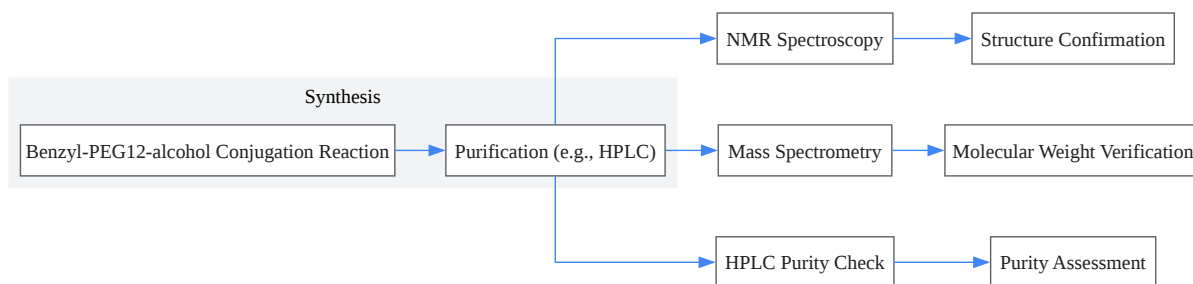 NMR Spectroscopy
Structure Confirmation
Synthesis
Benzyl-PEG12-alcohol Conjugation Reaction
Purification (e.g., HPLC)
Mass Spectrometry
Molecular Weight Verification
HPLC Purity Check
Purity Assessment